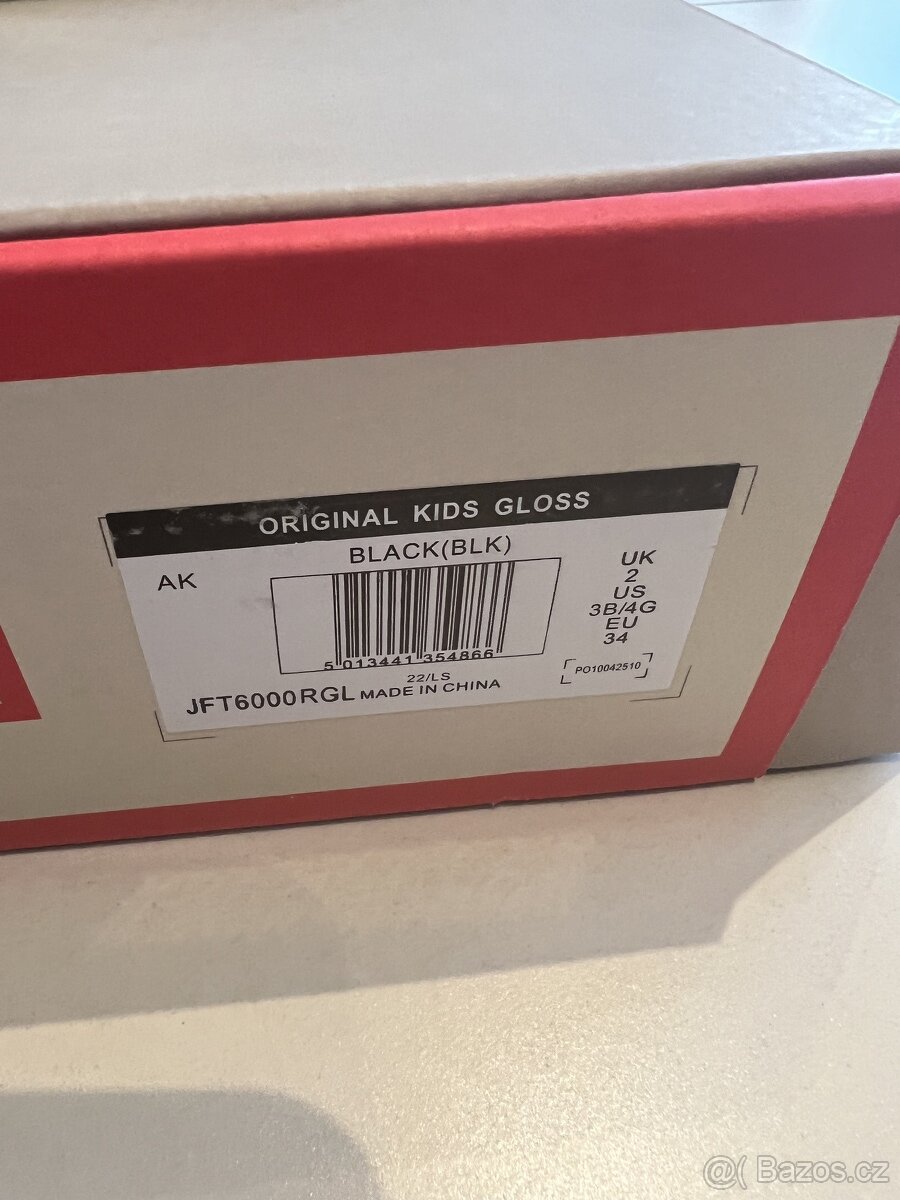 ORIGINAL KIDS GLOSS
BLACK(BLK)
AK
UK
2
US
3B/4G
EU
34
5 013441 354866
22/LS
JFT6000RGL MADE IN CHINA
PO10042510
@( Bazos.cz